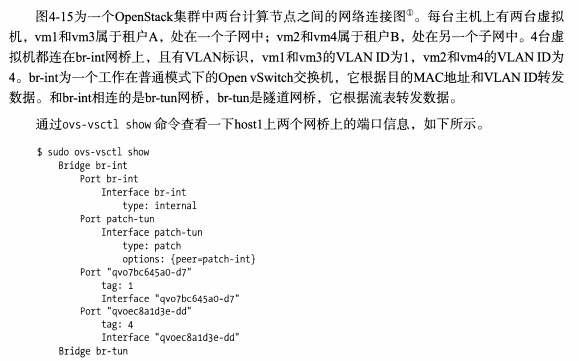 图4-15为一个OpenStack集群中两台计算节点之间的网络连接图①。每台主机上有两台虚拟
机，vm1和vm3属于租户A，处在一个子网中；vm2和vm4属于租户B，处在另一个子网中。4台虚
拟机都连在br-int网桥上，且有VLAN标识，vm1和vm3的VLAN ID为1，vm2和vm4的VLAN ID为
4。br-int为一个工作在普通模式下的Open vSwitch交换机，它根据目的MAC地址和VLAN ID转发
数据。和br-int相连的是br-tun网桥，br-tun是隧道网桥，它根据流表转发数据。
通过ovs-vsctl show 命令查看一下host1上两个网桥上的端口信息，如下所示。
$ sudo ovs-vsctl show
Bridge br-int
Port br-int
Interface br-int
type: internal
Port patch-tun
Interface patch-tun
type: patch
options: {peer=patch-int}
Port "qvo7bc645a0-d7"
tag: 1
Interface "qvo7bc645a0-d7"
Port "qvoec8a1d3e-dd"
tag: 4
Interface "qvoec8a1d3e-dd"
Bridge br-tun